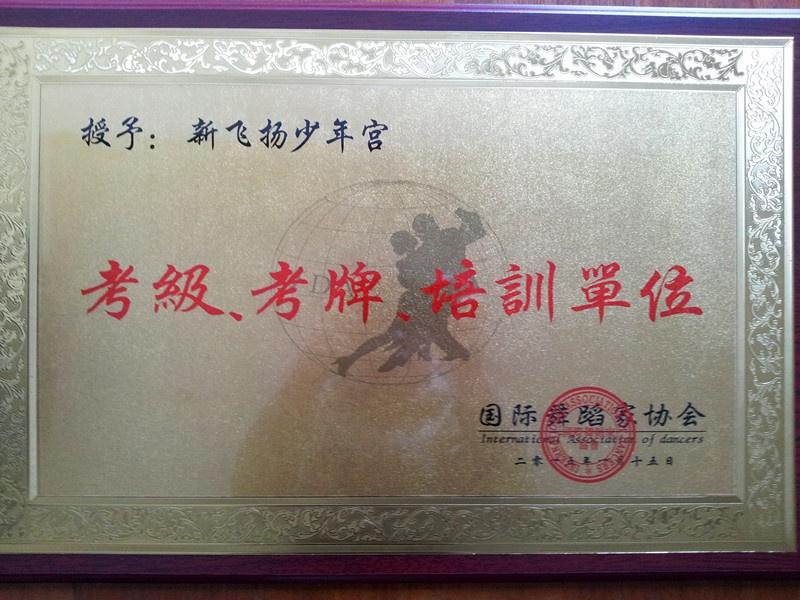 授予：新飞扬少年宫
考級、考牌、培訓單位
国际舞蹈家协会
International Association of dancers